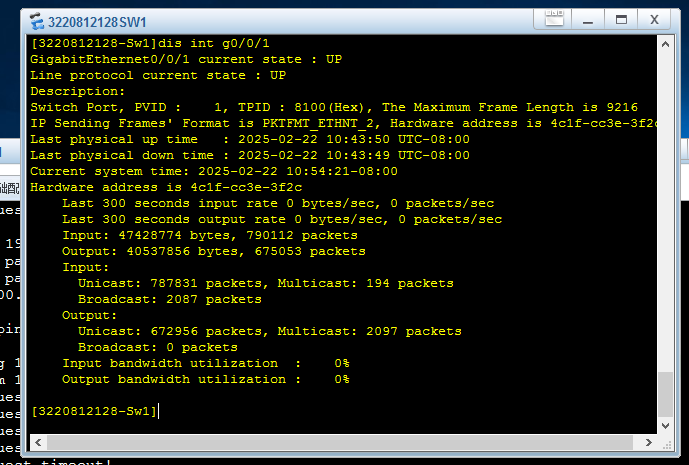 3220812128SW1
[3220812128-Sw1]dis int g0/0/1
GigabitEthernet0/0/1 current state : UP
Line protocol current state : UP
Description:
Switch Port, PVID :    1, TPID : 8100(Hex), The Maximum Frame Length is 9216
IP Sending Frames' Format is PKTFMT_ETHNT_2, Hardware address is 4c1f-cc3e-3f2c
Last physical up time   : 2025-02-22 10:43:50 UTC-08:00
Last physical down time : 2025-02-22 10:43:49 UTC-08:00
Current system time: 2025-02-22 10:54:21-08:00
Hardware address is 4c1f-cc3e-3f2c
    Last 300 seconds input rate 0 bytes/sec, 0 packets/sec
    Last 300 seconds output rate 0 bytes/sec, 0 packets/sec
    Input: 47428774 bytes, 790112 packets
    Output: 40537856 bytes, 675053 packets
    Input:
      Unicast: 787831 packets, Multicast: 194 packets
      Broadcast: 2087 packets
    Output:
      Unicast: 672956 packets, Multicast: 2097 packets
      Broadcast: 0 packets
    Input bandwidth utilization  :    0%
    Output bandwidth utilization :    0%
[3220812128-Sw1]